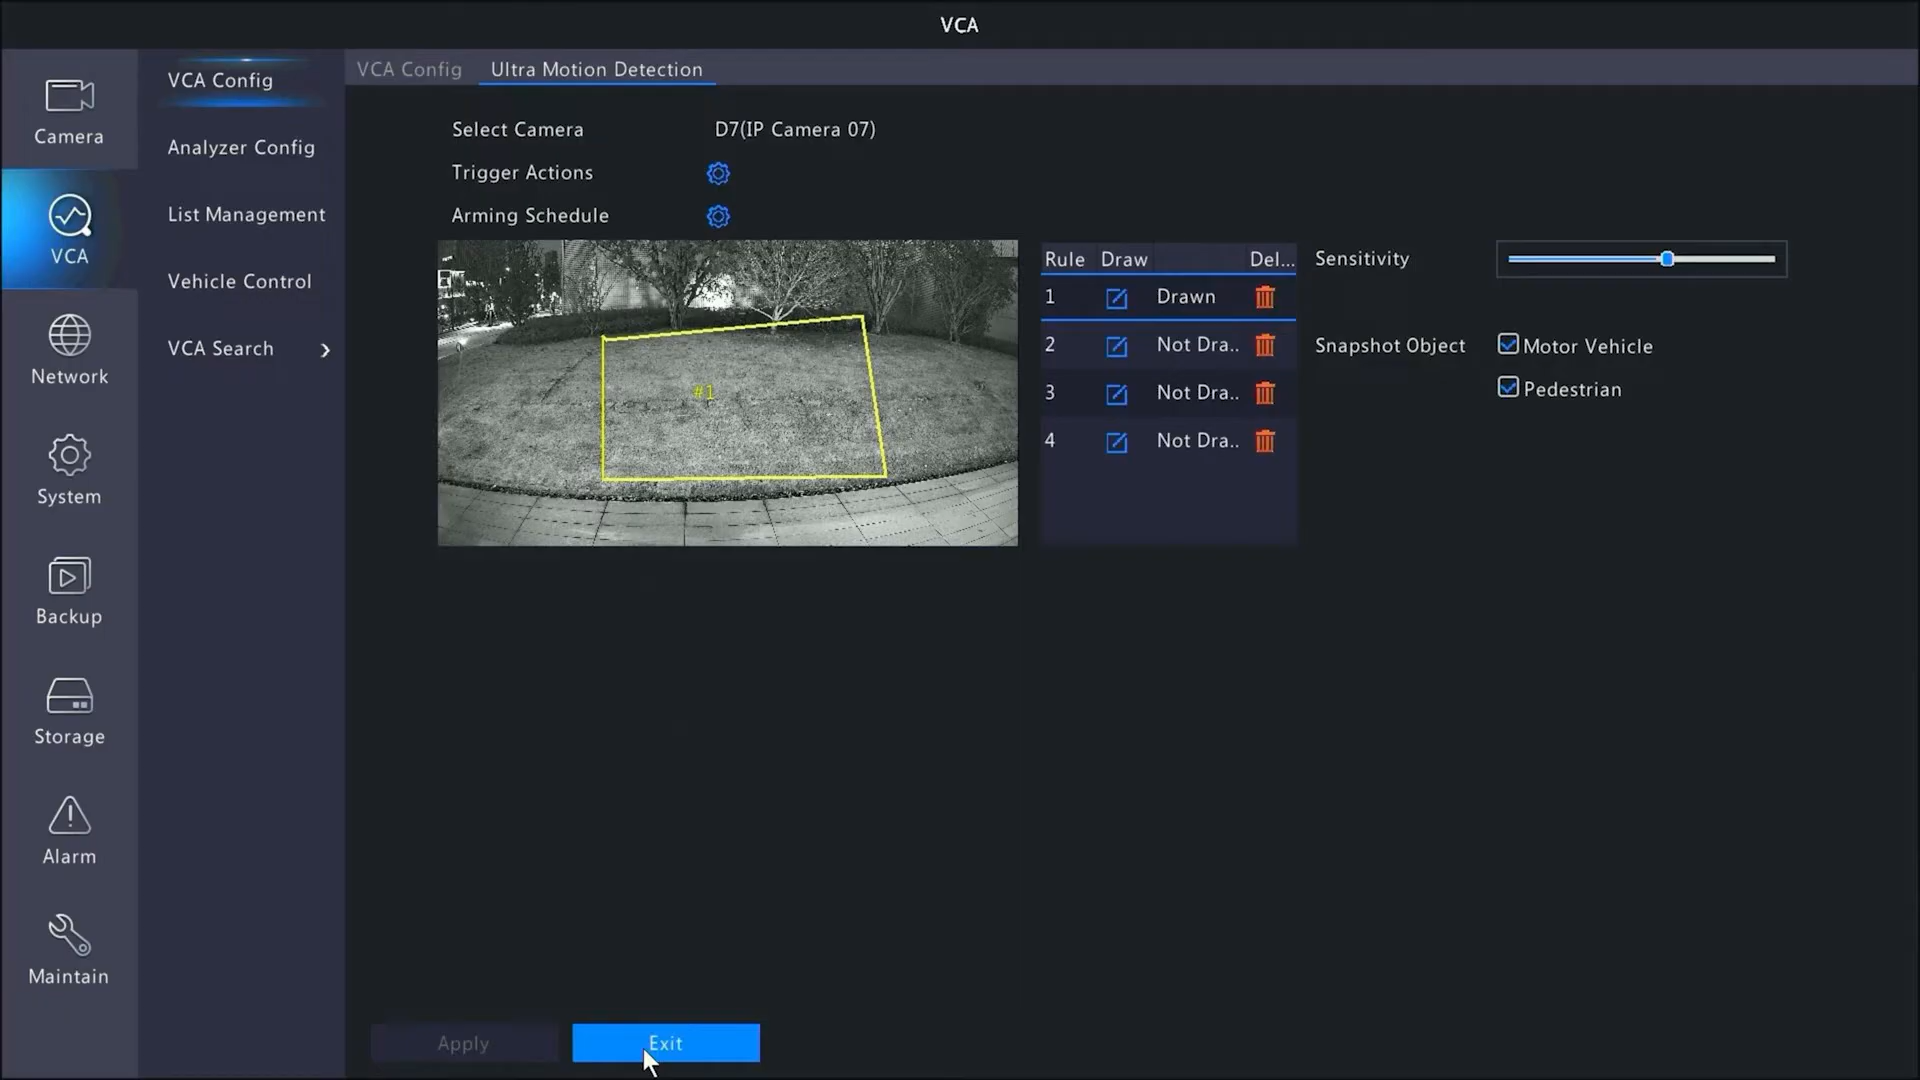 VCA
Camera
VCA
Network
System
Backup
Storage
Alarm
Maintain
VCA Config
Analyzer Config
List Management
Vehicle Control
VCA Search
VCA Config Ultra Motion Detection
Select Camera D7(IP Camera 07)
Trigger Actions
Arming Schedule
#1
Rule Draw Del...
1 Drawn
2 Not Dra..
3 Not Dra..
4 Not Dra..
Sensitivity
Snapshot Object Motor Vehicle
Pedestrian
Apply Exit